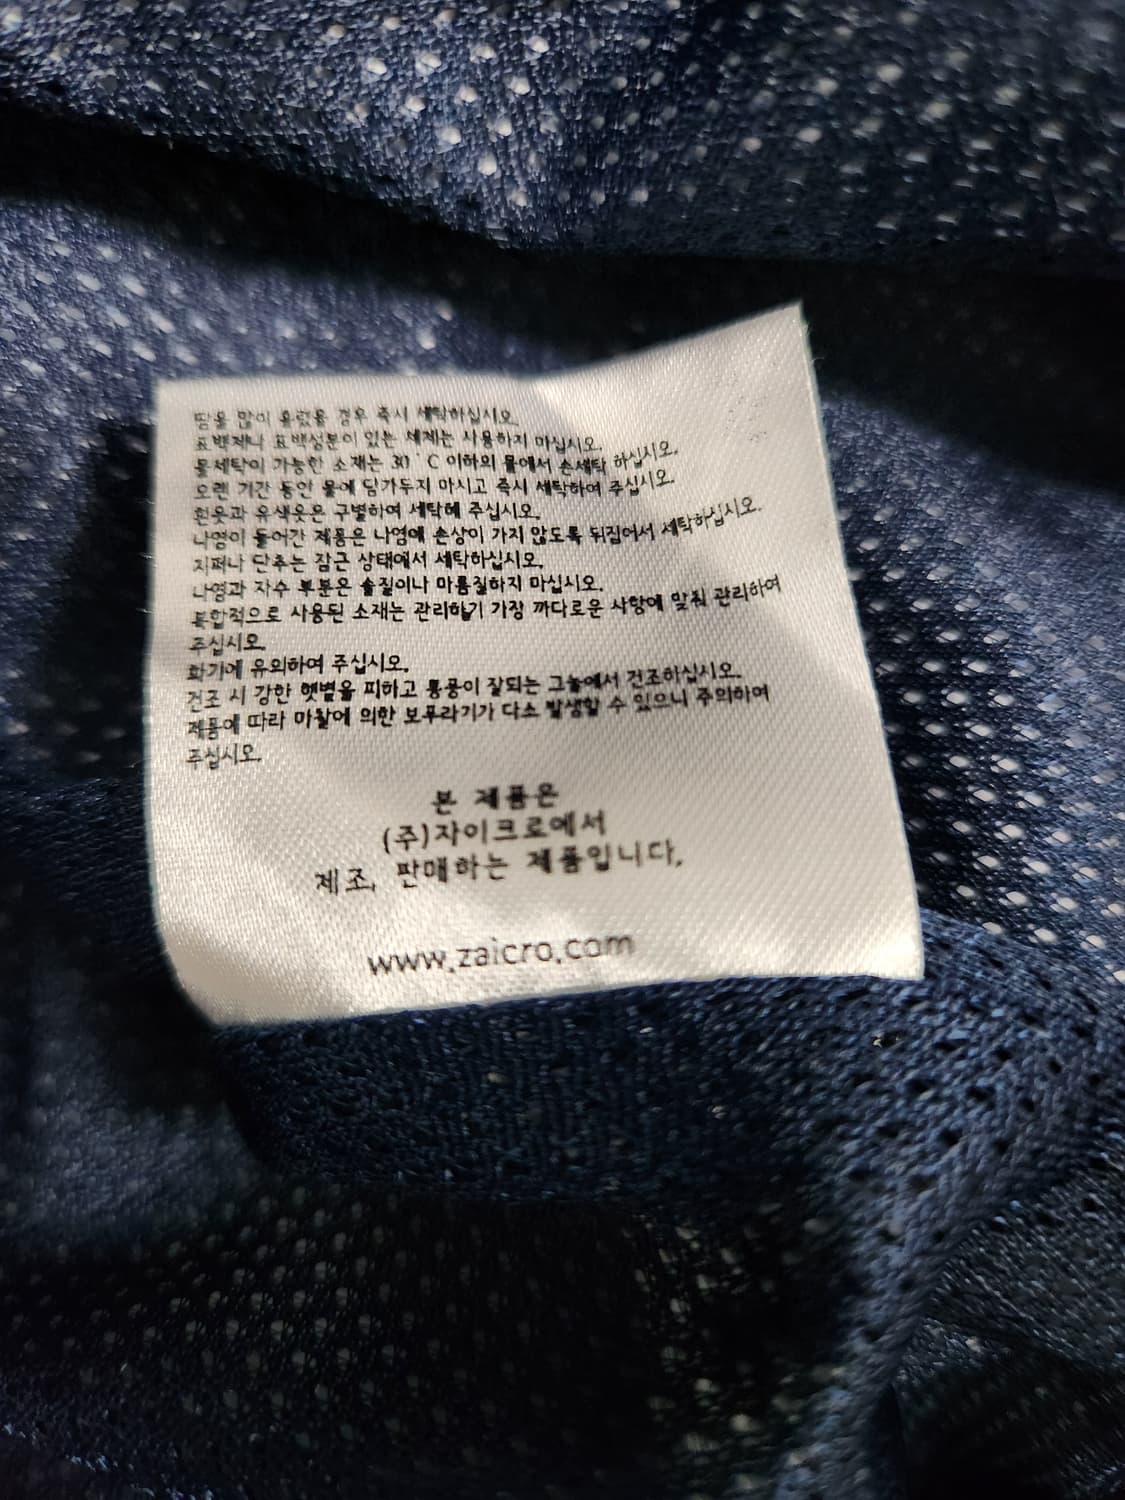 땀을 많이 흘렸을 경우 즉시 세탁하십시오.
표백제나 표백성분이 있는 세제는 사용하지 마십시오.
물세탁이 가능한 소재는 30˚C 이하의 물에서 손세탁 하십시오.
오랜 기간 동안 물에 담가두지 마시고 즉시 세탁하여 주십시오.
흰옷과 유색옷은 구별하여 세탁해 주십시오.
나염이 들어간 제품은 나염에 손상이 가지 않도록 뒤집어서 세탁하십시오.
지퍼나 단추는 잠근 상태에서 세탁하십시오.
나염과 자수 부분은 솔질이나 다림질하지 마십시오.
복합적으로 사용된 소재는 관리하기 가장 까다로운 사항에 맞춰 관리하여
주십시오.
화기에 유의하여 주십시오.
건조 시 강한 햇볕을 피하고 통풍이 잘되는 그늘에서 건조하십시오.
제품에 따라 마찰에 의한 보푸라기가 다소 발생할 수 있으니 주의하여
주십시오.
본 제품은
(주)자이크로에서
제조, 판매하는 제품입니다.
www.zaicro.com